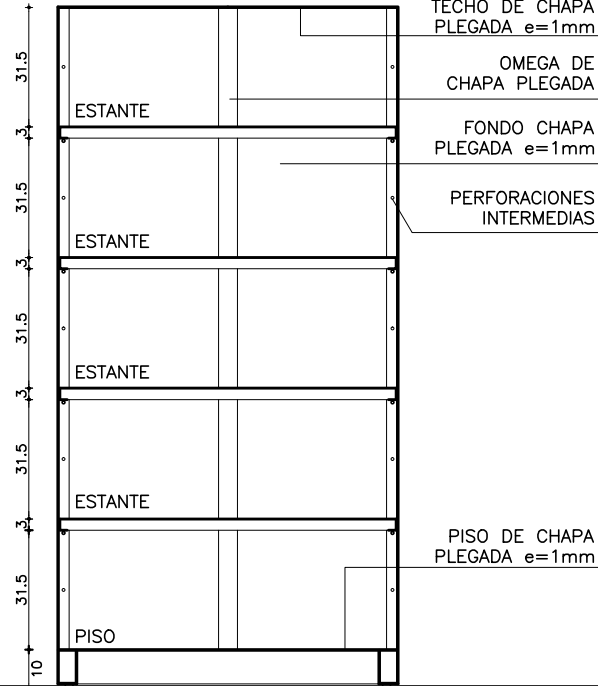 TECHO DE CHAPA
PLEGADA e=1mm
31.5
OMEGA DE
CHAPA PLEGADA
ESTANTE
3
FONDO CHAPA
PLEGADA e=1mm
31.5
PERFORACIONES
INTERMEDIAS
ESTANTE
3
31.5
ESTANTE
3
31.5
ESTANTE
3
PISO DE CHAPA
PLEGADA e=1mm
31.5
PISO
10